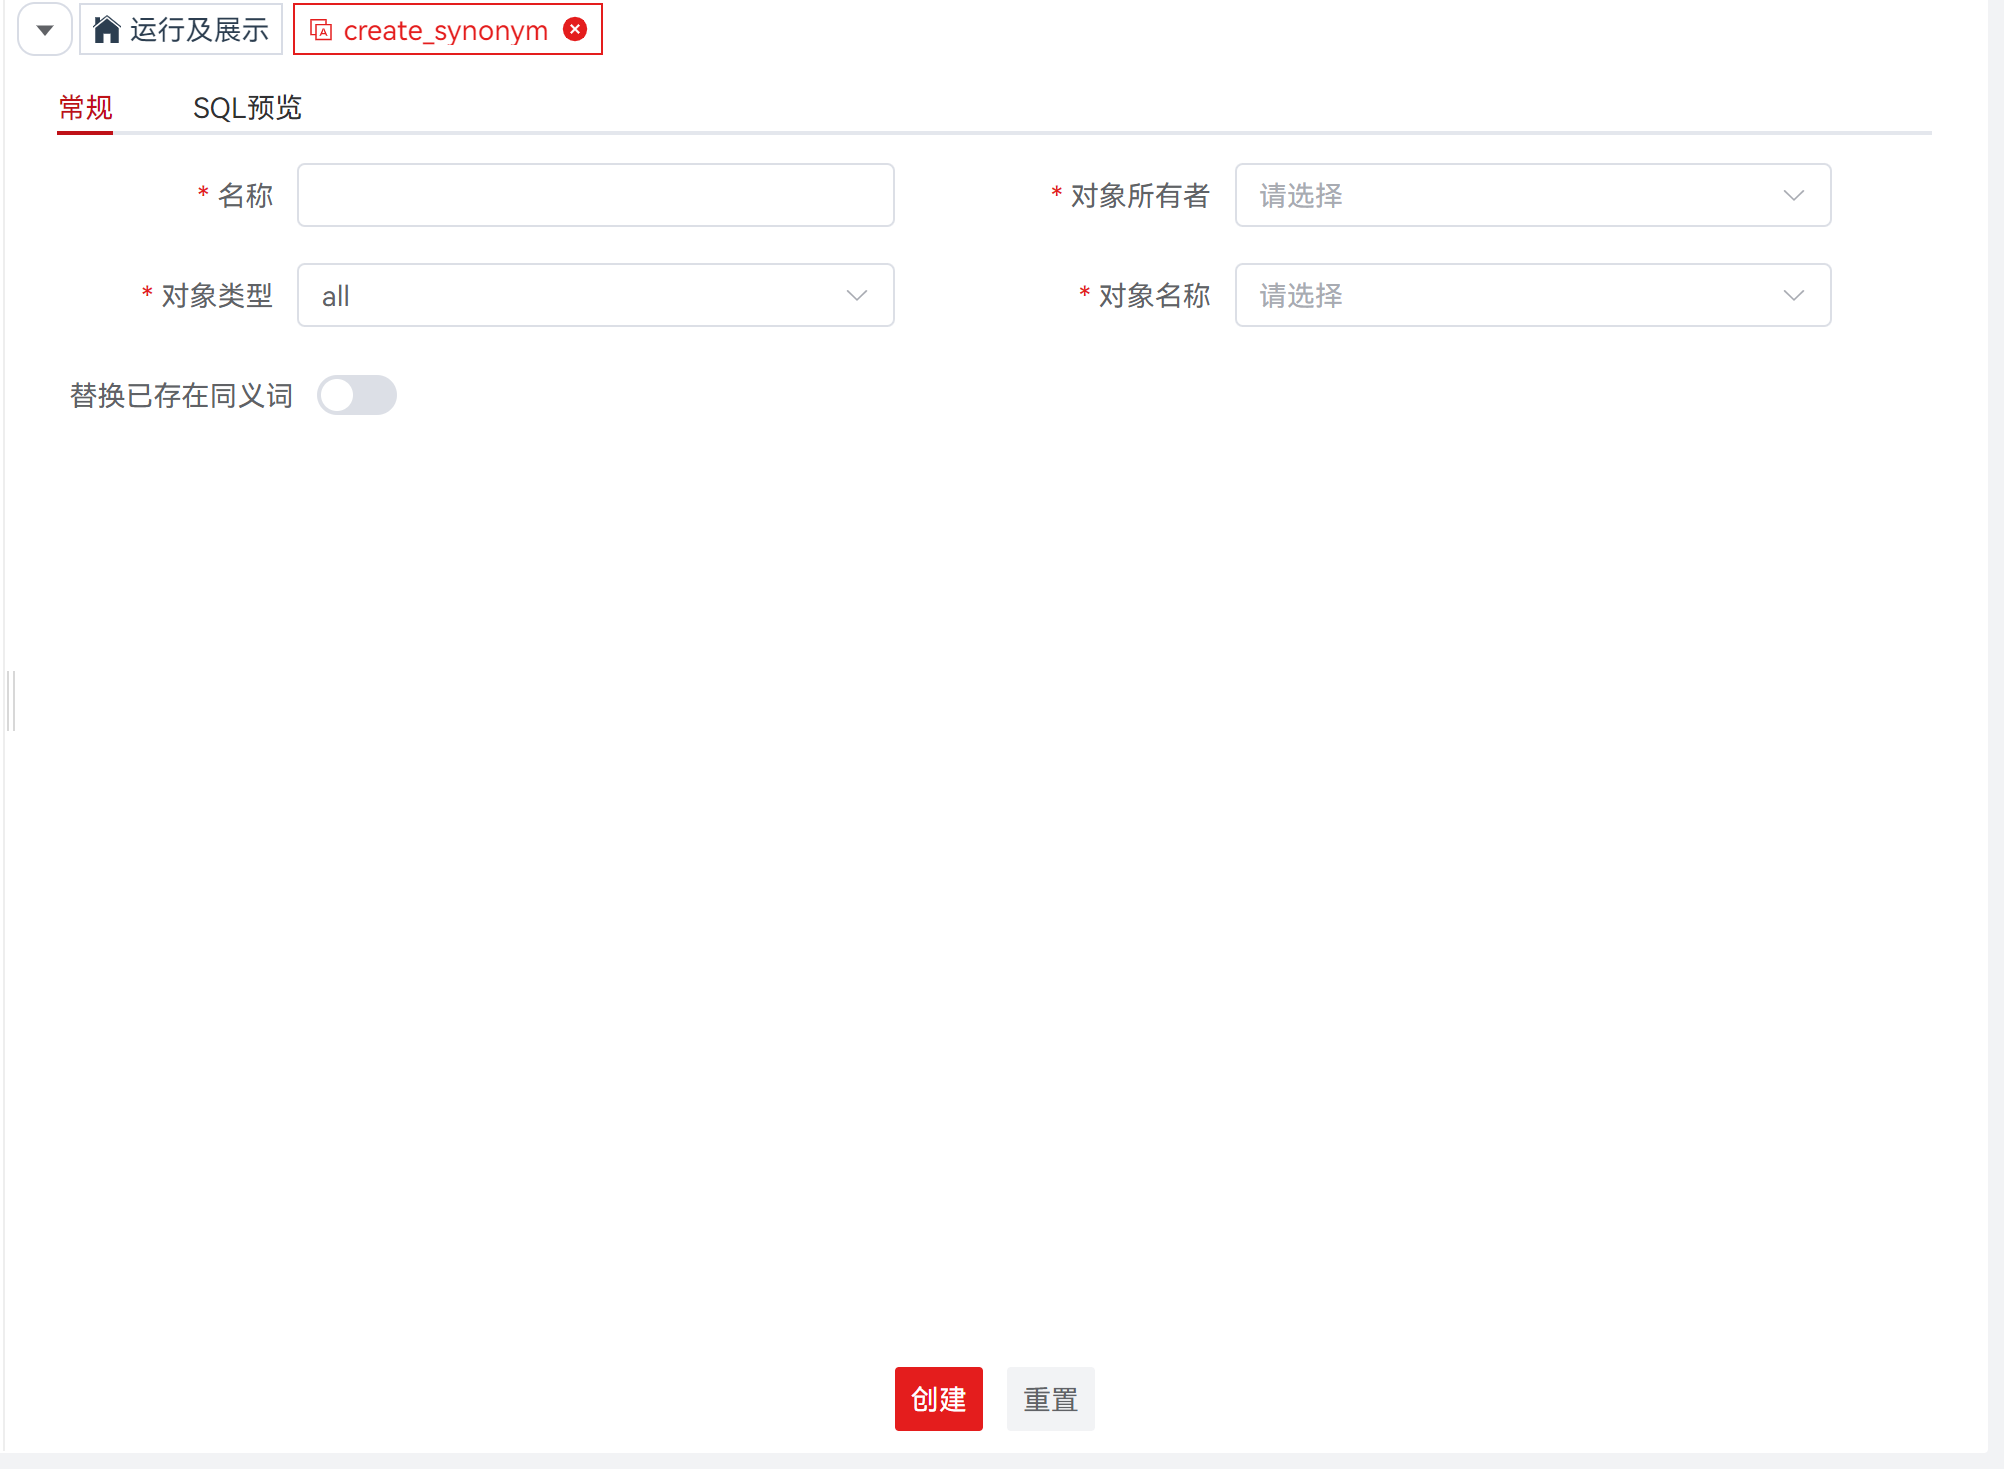 运行及展示 create_synonym
常规 SQL预览
* 名称
* 对象所有者 请选择
* 对象类型 all
* 对象名称 请选择
替换已存在同义词
创建 重置